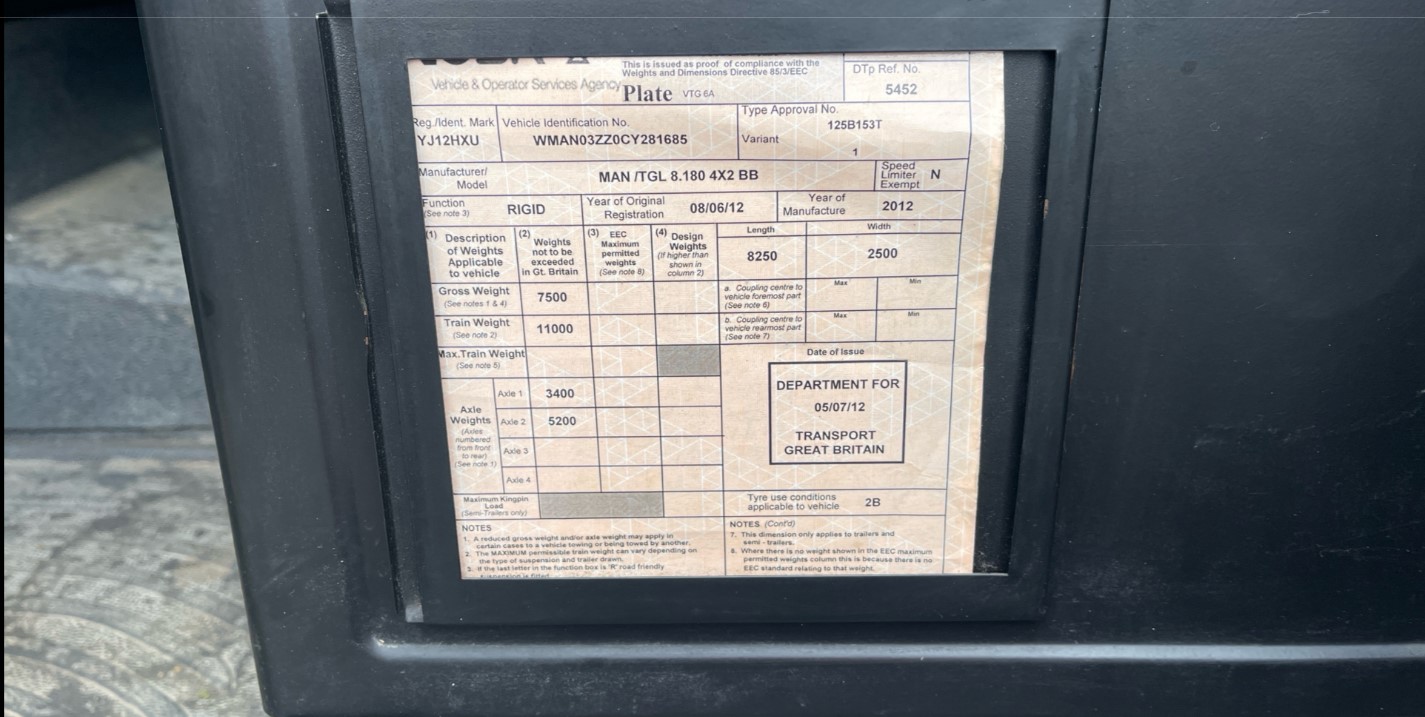 This is issued as proof of compliance with the
Weights and Dimensions Directive 85/3/EEC
DTp Ref. No.
Vehicle & Operator Services Agency
Plate VTG 6A
5452
Reg./Ident. Mark
Vehicle Identification No.
Type Approval No.
125B153T
YJ12HXU
WMAN03ZZ0CY281685
Variant
1
Manufacturer/
Model
MAN /TGL 8.180 4X2 BB
Speed
Limiter
Exempt
N
Function
(See note 3)
RIGID
Year of Original
Registration
08/06/12
Year of
Manufacture
2012
(1) Description
of Weights
Applicable
to vehicle
(2) Weights
not to be
exceeded
in Gt. Britain
(3) EEC
Maximum
permitted
weights
(See note 8)
(4) Design
Weights
(If higher than
shown in
column 2)
Length
8250
Width
2500
Gross Weight
(See notes 1 & 4)
7500
a. Coupling centre to
vehicle foremost part
(See note 6)
Max
Min
Train Weight
(See note 2)
11000
b. Coupling centre to
vehicle rearmost part
(See note 7)
Max
Min
Max.Train Weight
(See note 5)
Axle
Weights
(Axles
numbered
from front
to rear)
(See note 1)
Axle 1
3400
Axle 2
5200
Axle 3
Axle 4
Date of Issue
DEPARTMENT FOR
05/07/12
TRANSPORT
GREAT BRITAIN
Maximum Kingpin
Load
(Semi-Trailers only)
Tyre use conditions
applicable to vehicle
2B
NOTES
1. A reduced gross weight and/or axle weight may apply in
certain cases to a vehicle towing or being towed by another.
2. The MAXIMUM permissible train weight can vary depending on
the type of suspension and trailer drawn.
3. If the last letter in the function box is 'R' road friendly
suspension is fitted.
NOTES (Cont'd)
7. This dimension only applies to trailers and
semi - trailers.
8. Where there is no weight shown in the EEC maximum
permitted weights column this is because there is no
EEC standard relating to that weight.